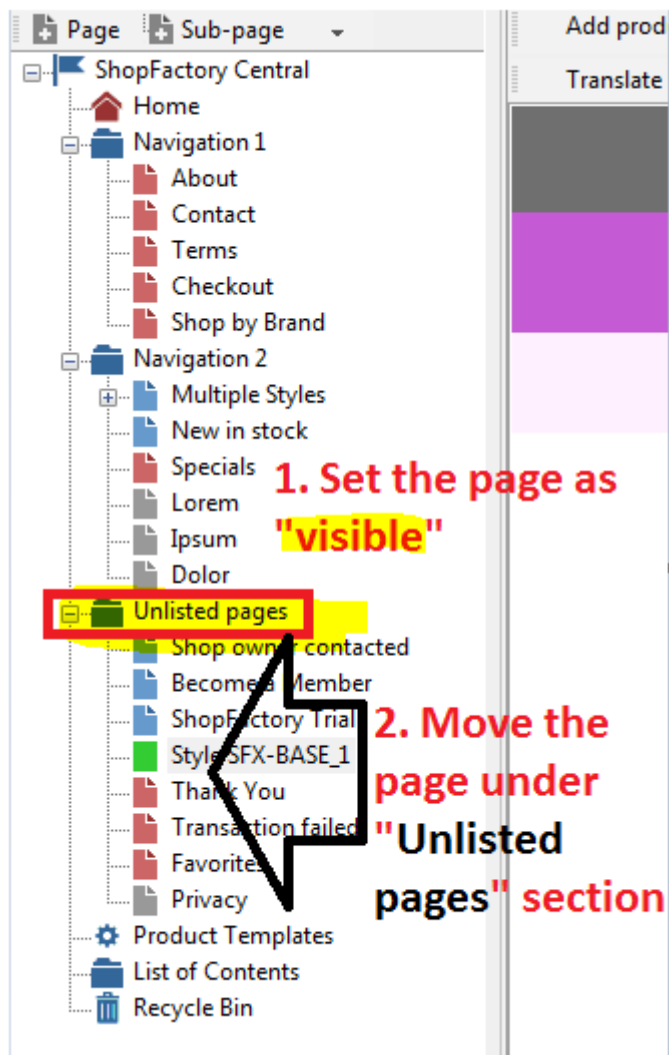 Page Sub-page
Add prod
ShopFactory Central
Translate
Home
Navigation 1
About
Contact
Terms
Checkout
Shop by Brand
Navigation 2
Multiple Styles
New in stock
Specials
Lorem
Ipsum
Dolor
1. Set the page as
"visible"
Unlisted pages
Shop owner contacted
Become a Member
ShopFactory Trial
Style SFX-BASE_1
Thank You
Transaction failed
Favorites
Privacy
2. Move the
page under
"Unlisted
pages" section
Product Templates
List of Contents
Recycle Bin